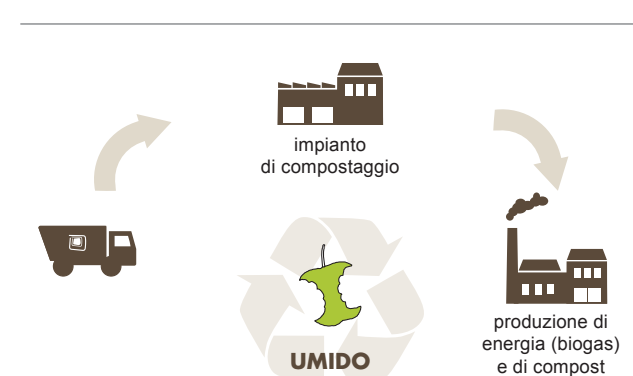 impianto
di compostaggio
produzione di
energia (biogas)
e di compost
UMIDO